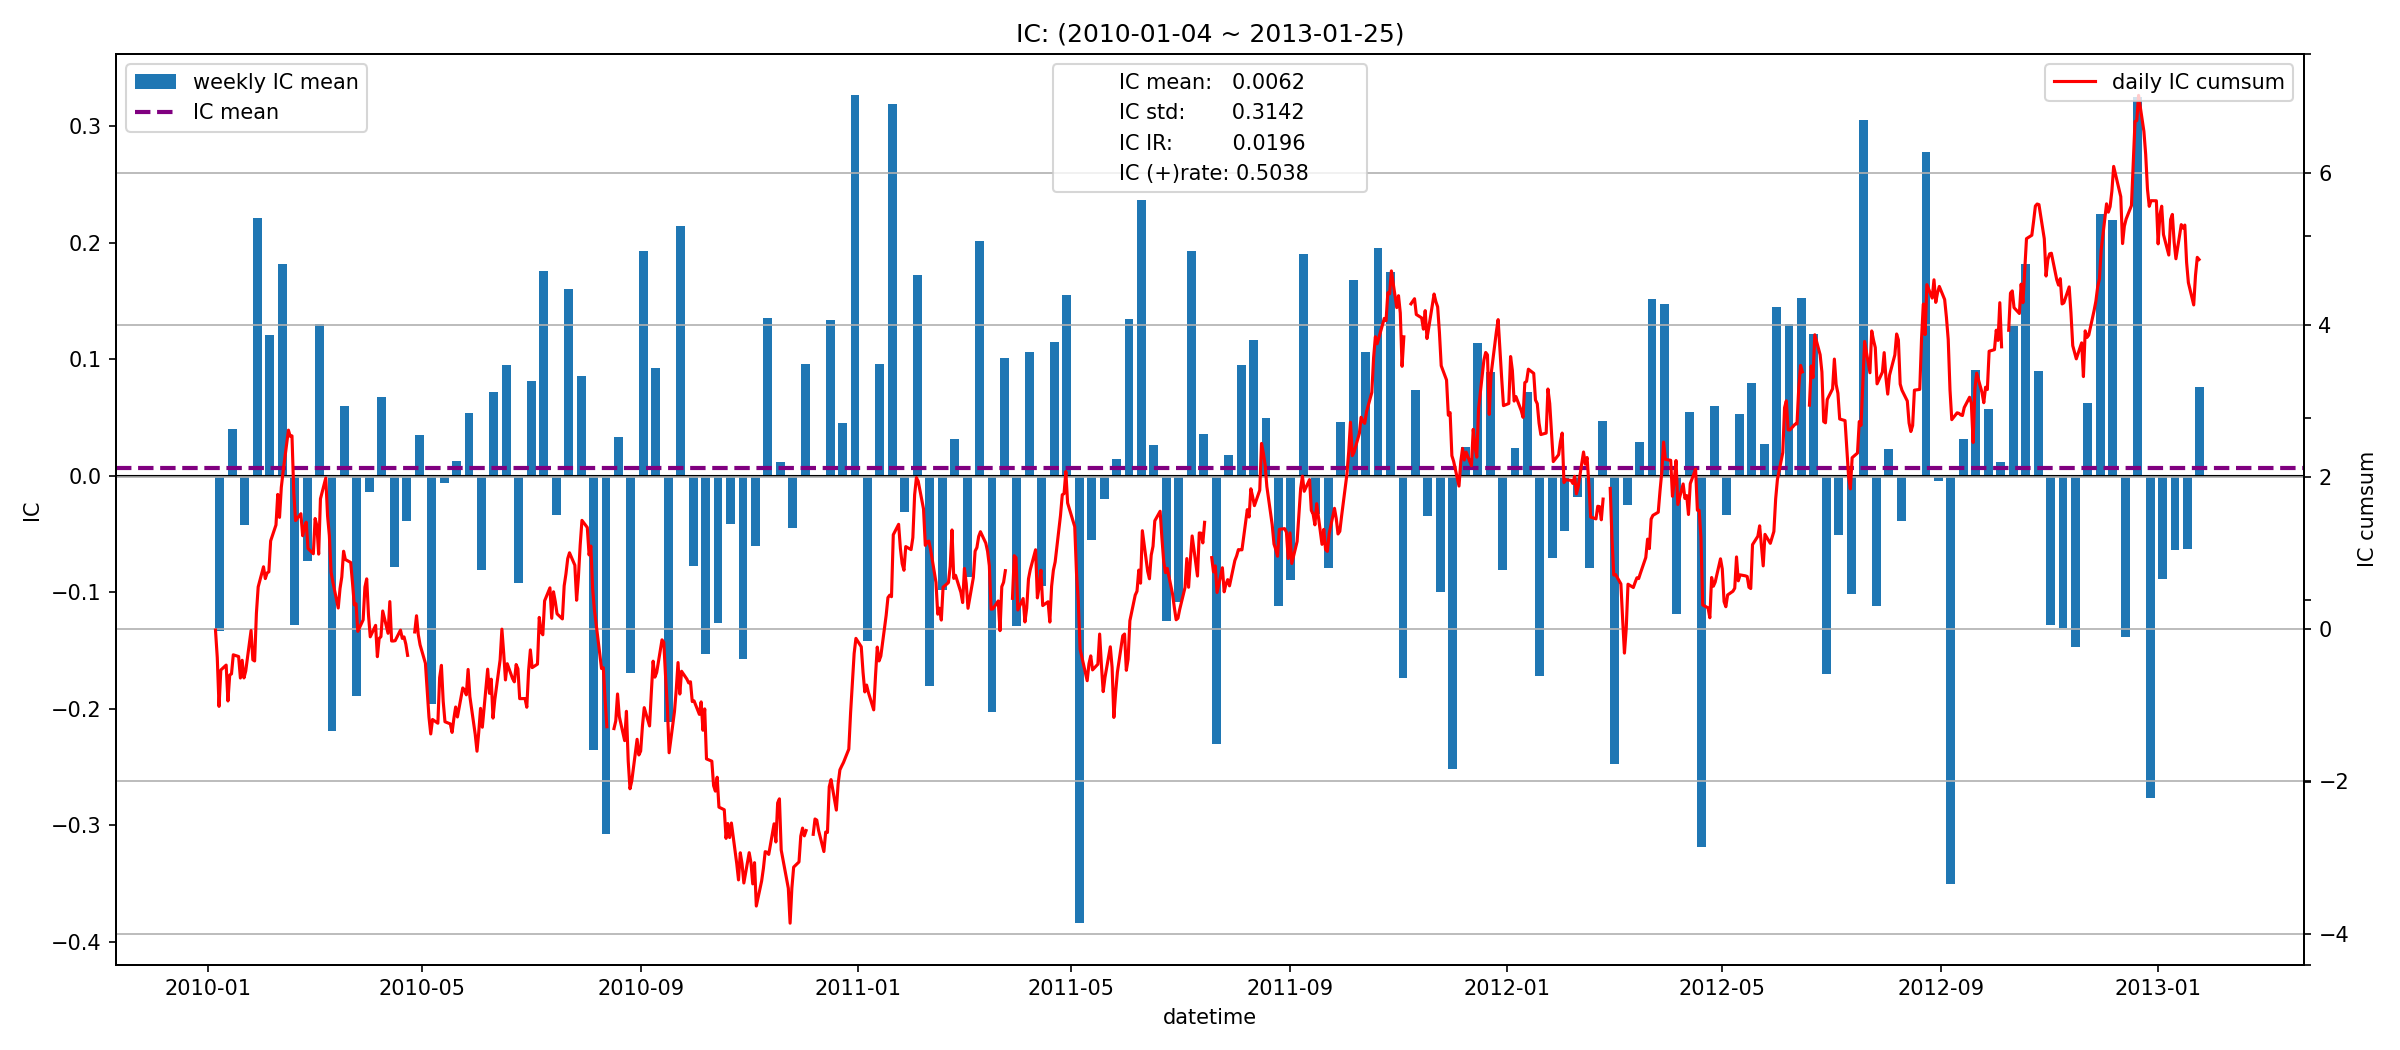 IC: (2010-01-04 ~ 2013-01-25)
weekly IC mean
IC mean
IC mean: 0.0062
IC std: 0.3142
IC IR: 0.0196
IC (+)rate: 0.5038
daily IC cumsum
0.3
0.2
0.1
0.0
−0.1
−0.2
−0.3
−0.4
IC
6
4
2
0
−2
−4
IC cumsum
2010-01 2010-05 2010-09 2011-01 2011-05 2011-09 2012-01 2012-05 2012-09 2013-01
datetime